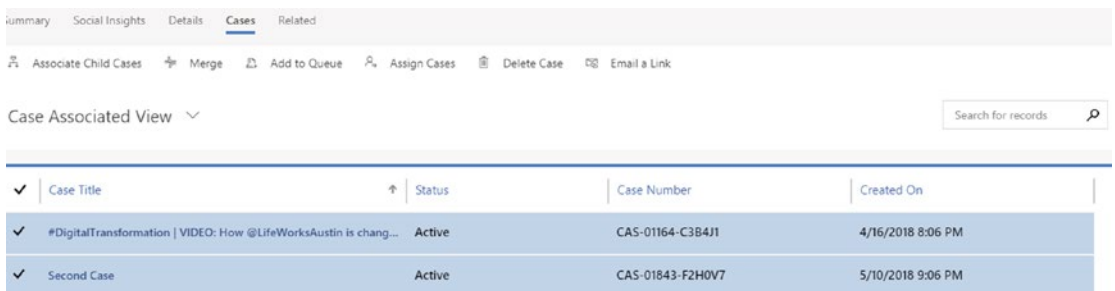 Summary Social Insights Details Cases Related
Associate Child Cases Merge Add to Queue Assign Cases Delete Case Email a Link
Case Associated View Search for records
Case Title Status Case Number Created On
#DigitalTransformation | VIDEO: How @LifeWorksAustin is chang... Active CAS-01164-C3B4J1 4/16/2018 8:06 PM
Second Case Active CAS-01843-F2H0V7 5/10/2018 9:06 PM